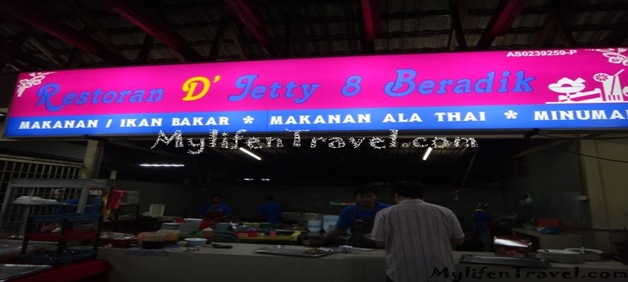 AS0239259-P
Restoran D' Jetty 8 Beradik
MAKANAN / IKAN BAKAR * MAKANAN ALA THAI * MINUMAN
MylifenTravel.com
MylifenTravel.com